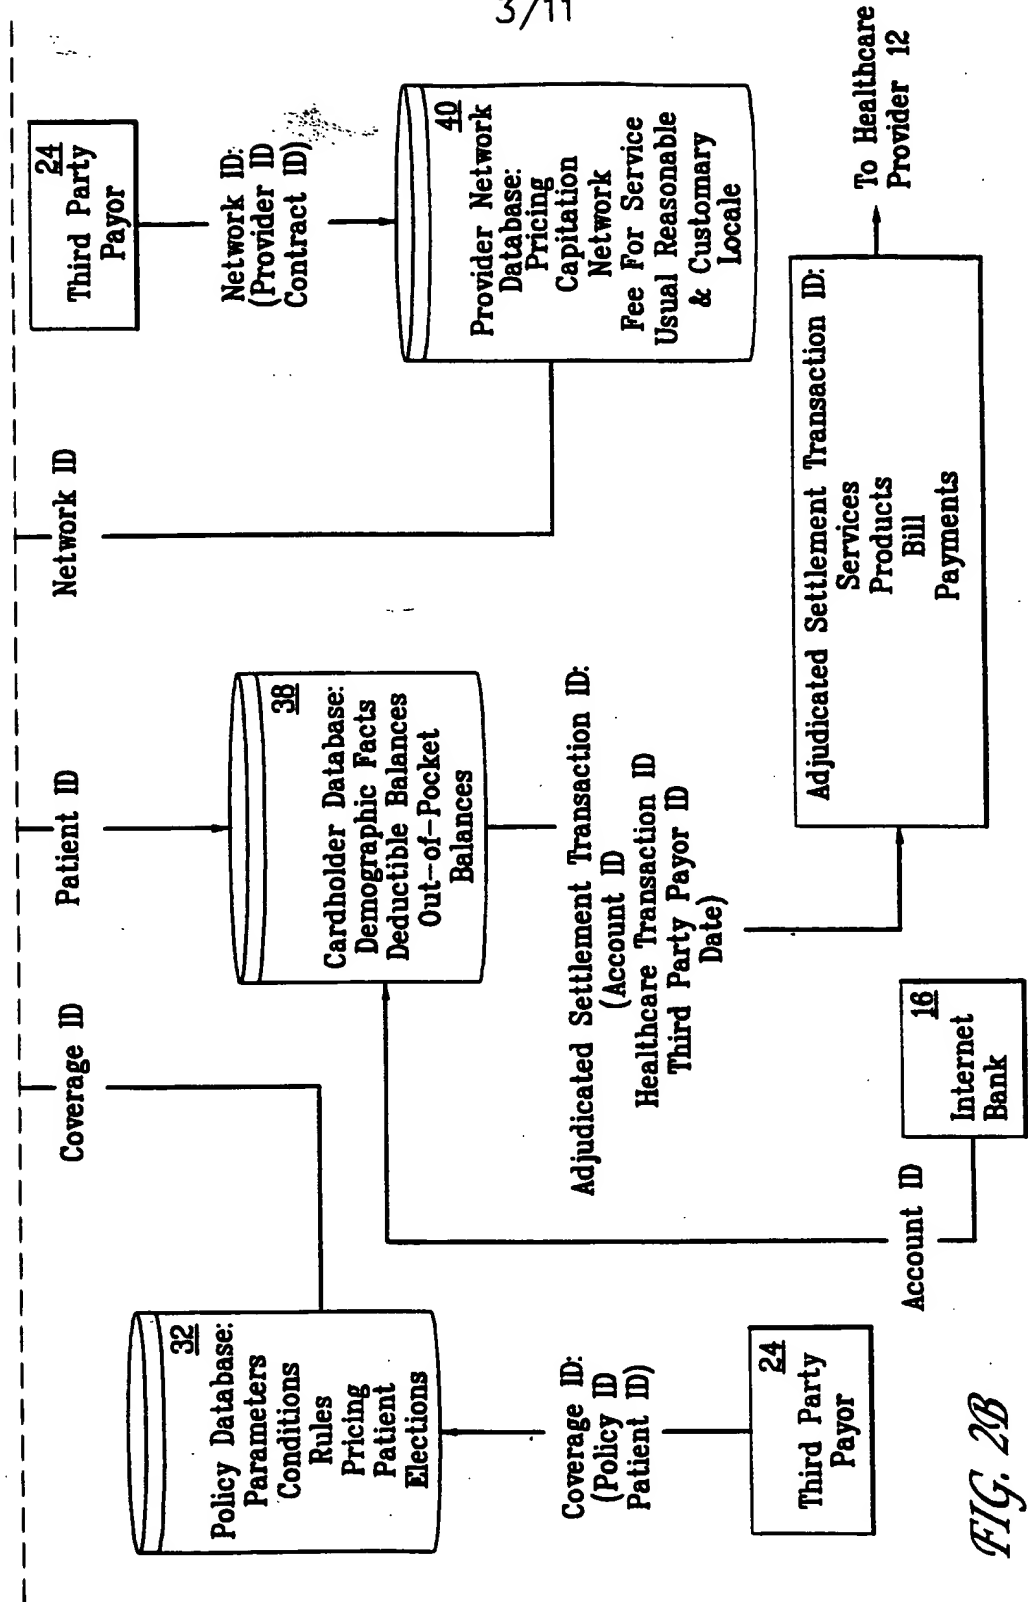 3/11
Coverage ID
Patient ID
Network ID
32
Policy Database:
Parameters
Conditions
Rules
Pricing
Patient
Elections
Coverage ID:
(Policy ID
Patient ID)
24
Third Party
Payor
38
Cardholder Database:
Demographic Facts
Deductible Balances
Out-of-Pocket
Balances
Adjudicated Settlement Transaction ID:
(Account ID
Healthcare Transaction ID
Third Party Payor ID
Date)
Account ID
16
Internet
Bank
24
Third Party
Payor
Network ID:
(Provider ID
Contract ID)
40
Provider Network
Database:
Pricing
Capitation
Network
Fee For Service
Usual Reasonable
& Customary
Locale
Adjudicated Settlement Transaction ID:
Services
Products
Bill
Payments
To Healthcare
Provider 12
FIG. 2B